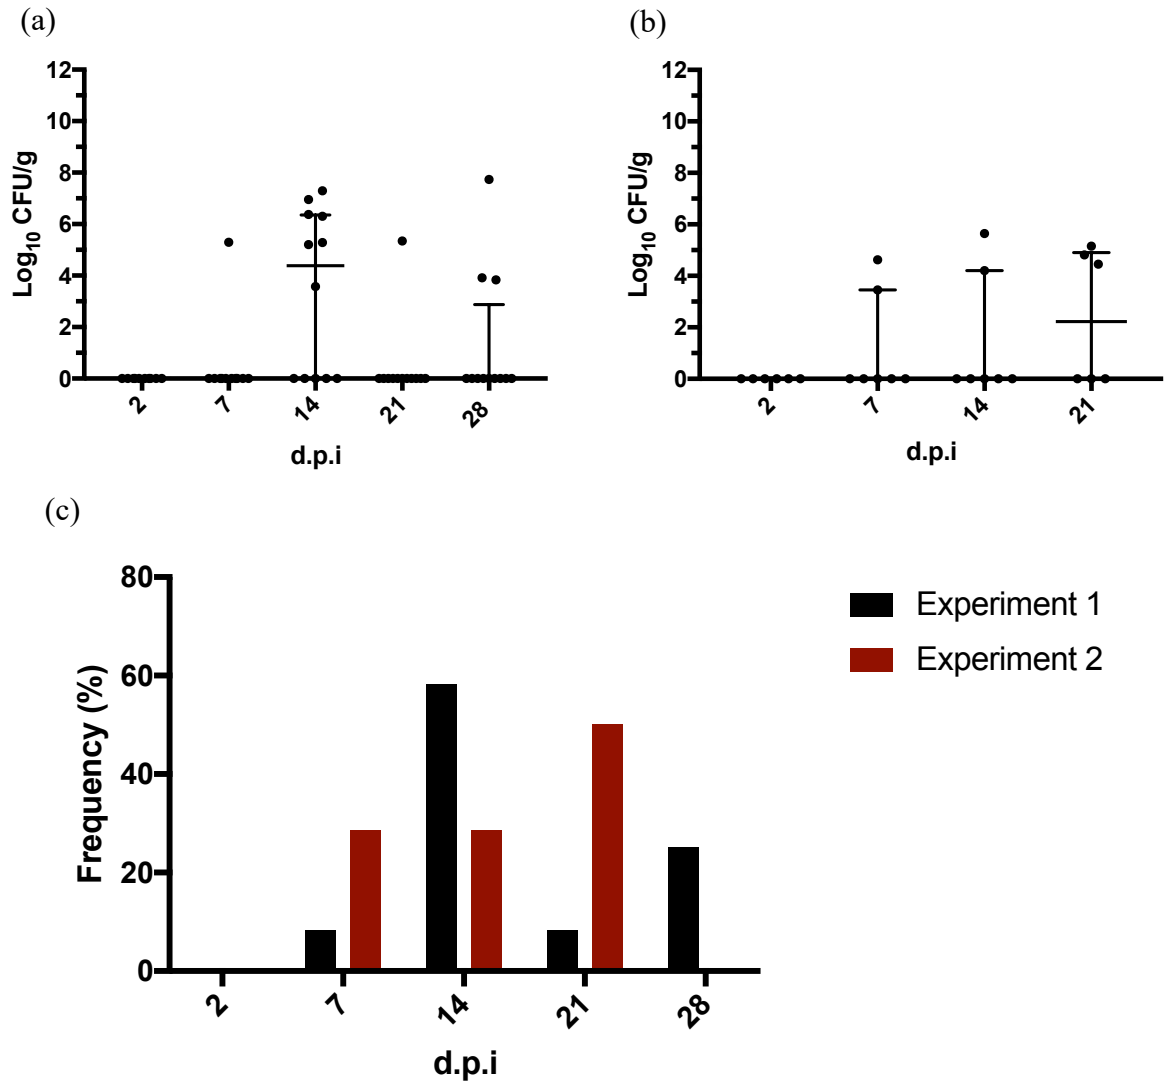 (a)
12
10
8
6
4
2
0
Log10 CFU/g
2 7 14 21 28
d.p.i
(b)
12
10
8
6
4
2
0
Log10 CFU/g
2 7 14 21
d.p.i
(c)
80
60
40
20
0
Frequency (%)
2 7 14 21 28
d.p.i
Experiment 1
Experiment 2